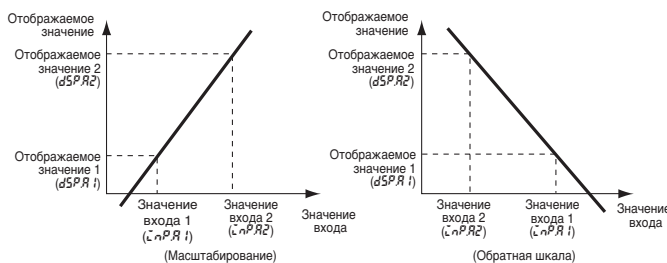 Отображаемое
значение
Отображаемое
значение 2
(dSP.A2)
Отображаемое
значение 1
(dSP.A1)
Значение
входа 1
(inP.A1)
Значение
входа 2
(inP.A2)
Значение
входа
(Масштабирование)
Отображаемое
значение
Отображаемое
значение 2
(dSP.A2)
Отображаемое
значение 1
(dSP.A1)
Значение
входа 2
(inP.A2)
Значение
входа 1
(inP.A1)
Значение
входа
(Обратная шкала)